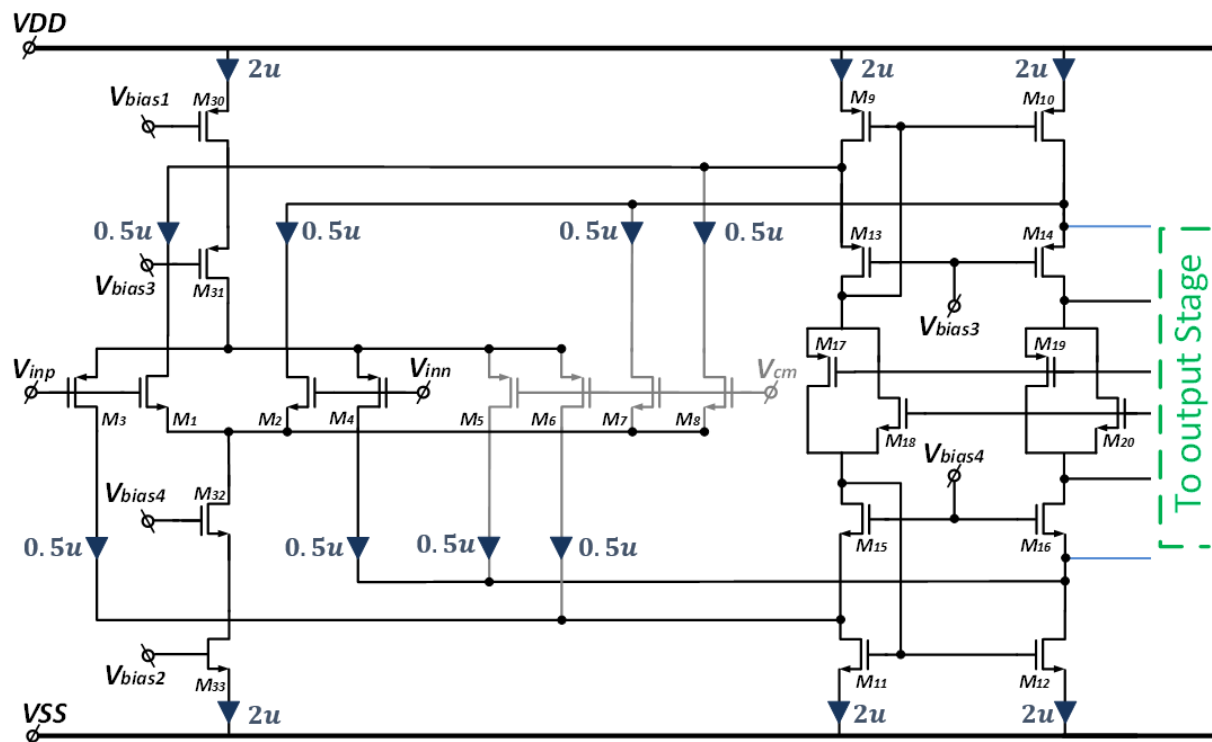 VDD
2u
2u
2u
Vbias1
M30
M9
M10
0.5u
0.5u
0.5u
0.5u
M13
M14
Vbias3
M31
Vbias3
M17
M19
Vinp
Vinn
Vcm
M3
M1
M2
M4
M5
M6
M7
M8
M18
M20
Vbias4
M32
Vbias4
0.5u
0.5u
0.5u
0.5u
M15
M16
To output Stage
Vbias2
M33
M11
M12
VSS
2u
2u
2u